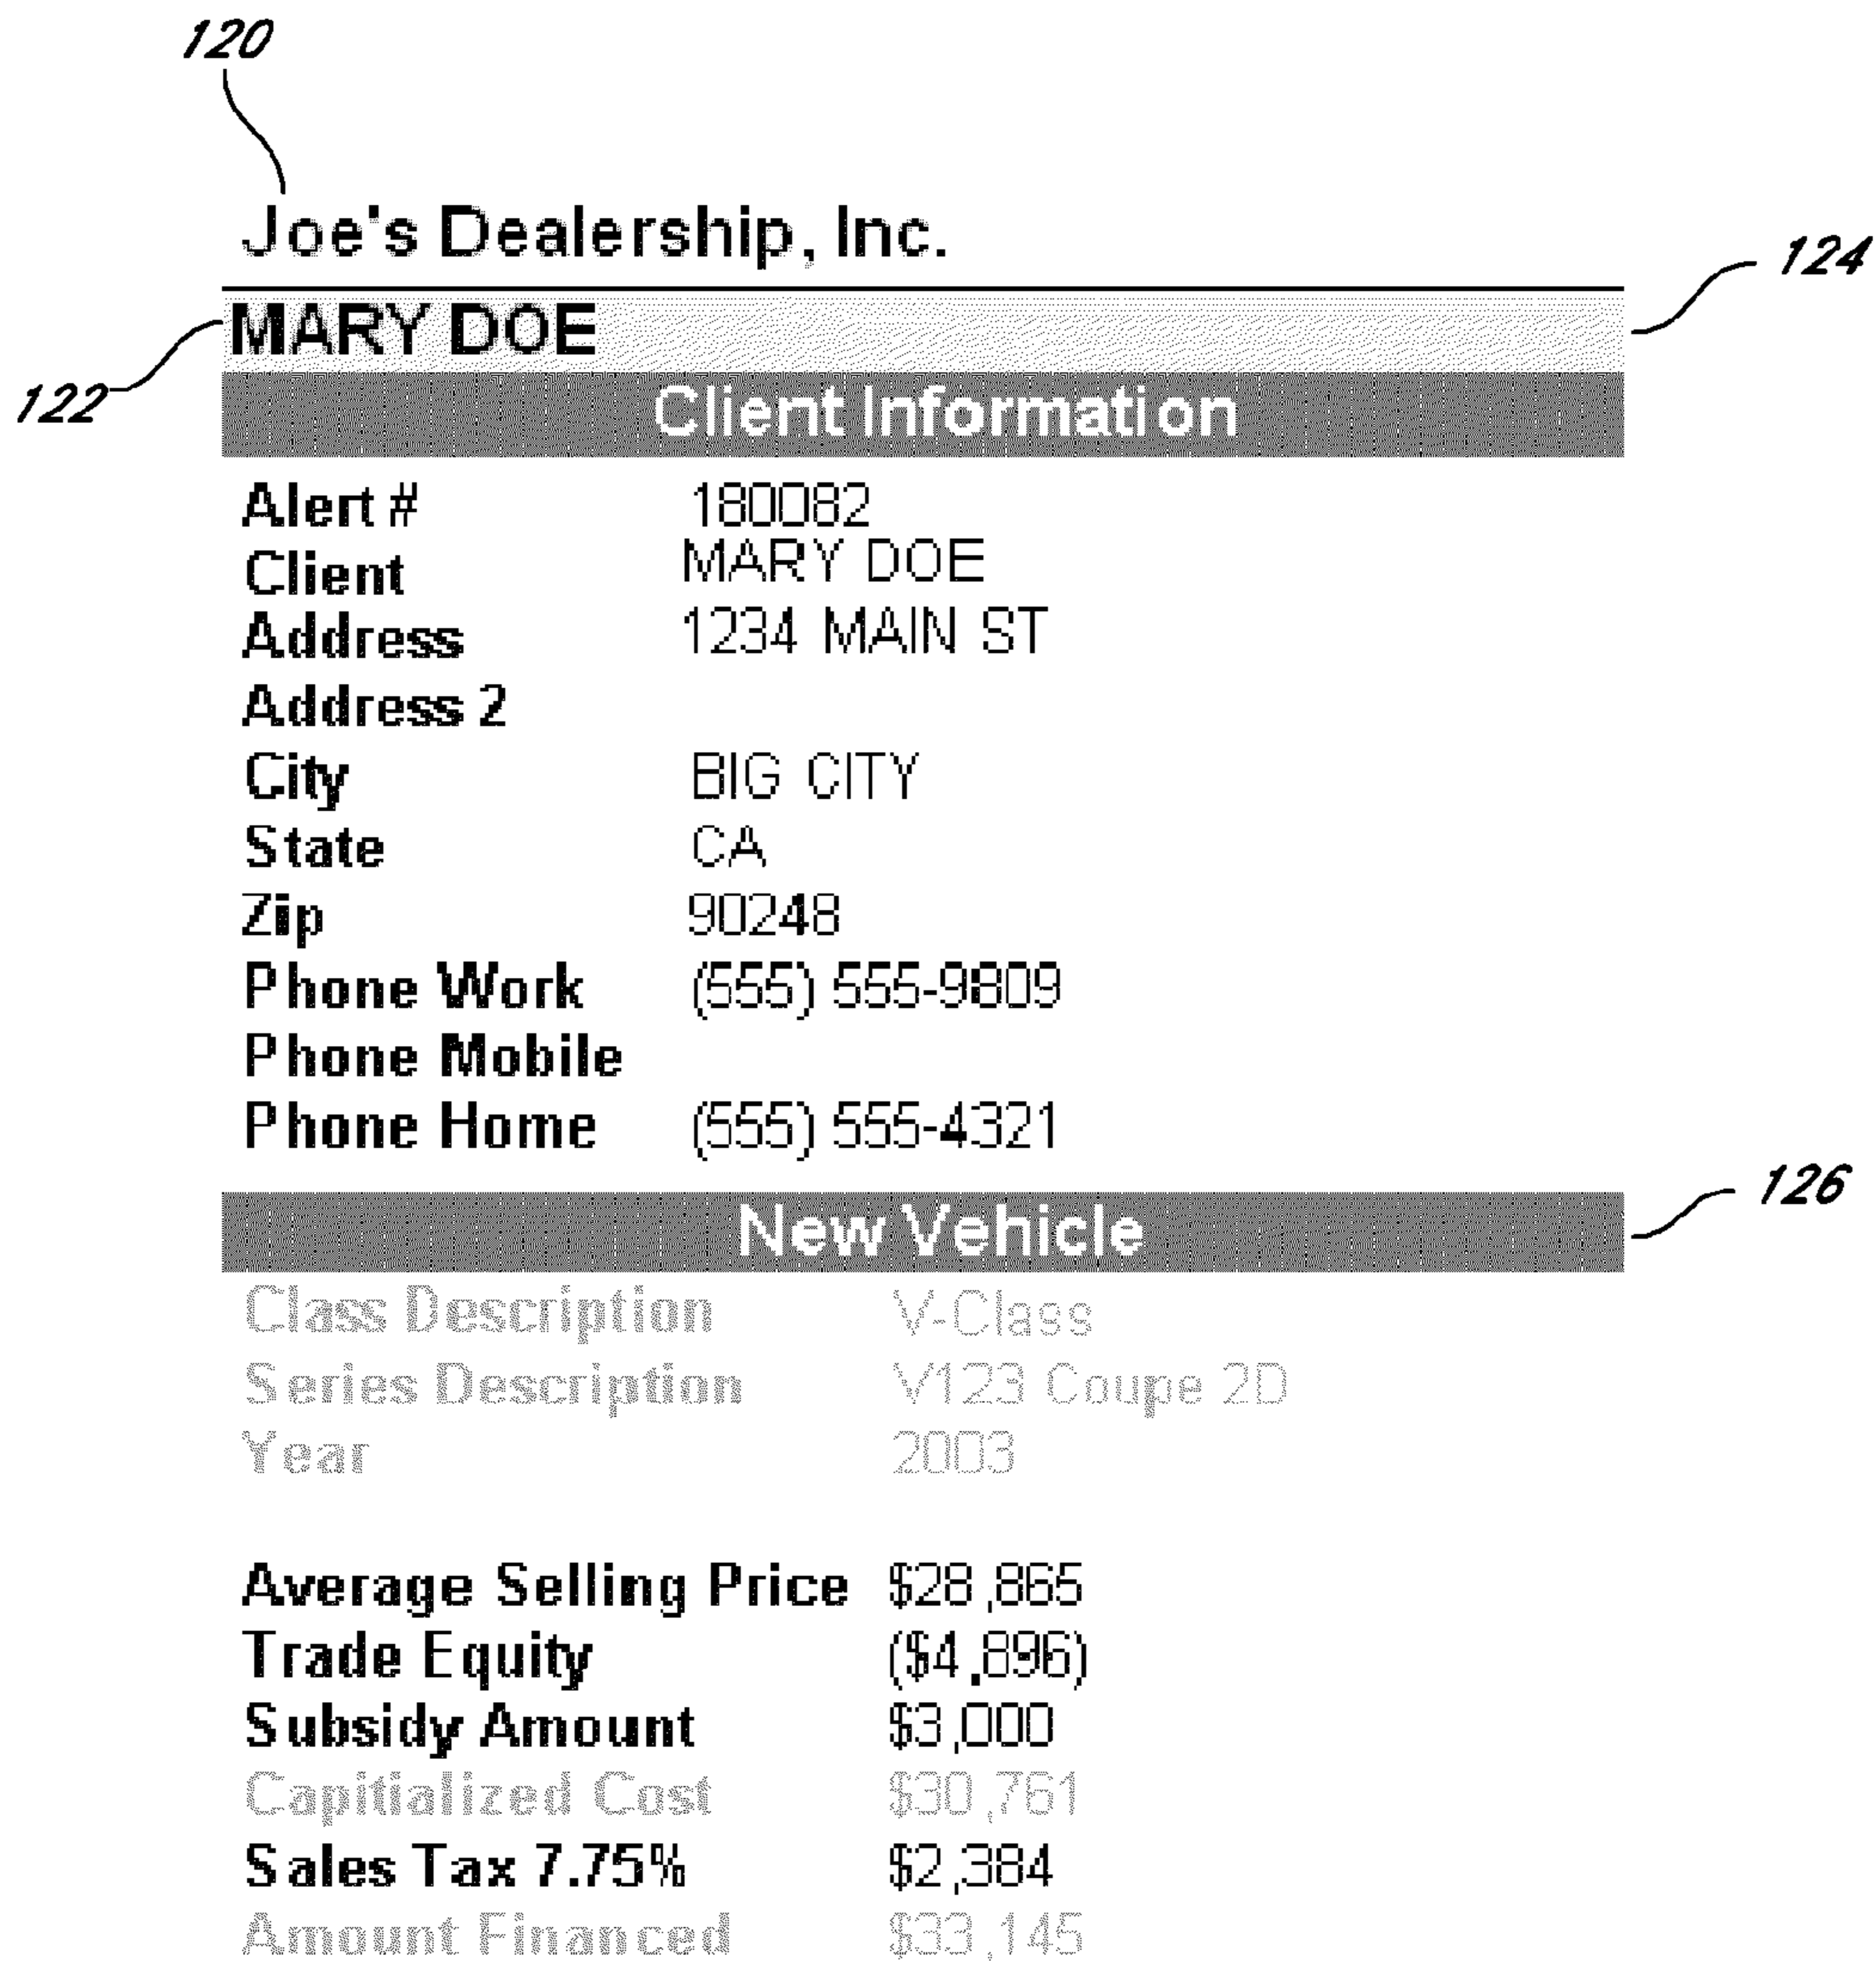 120
Joe's Dealership, Inc.
124
MARY DOE
122
Client Information
Alert # 180082
Client MARY DOE
Address 1234 MAIN ST
Address 2
City BIG CITY
State CA
Zip 90248
Phone Work (555) 555-9809
Phone Mobile
Phone Home (555) 555-4321
126
New Vehicle
Class Description V-Class
Series Description V123 Coupe 2D
Year 2003
Average Selling Price $28,865
Trade Equity ($4,896)
Subsidy Amount $3,000
Capitialized Cost $30,761
Sales Tax 7.75% $2,384
Amount Financed $33,145